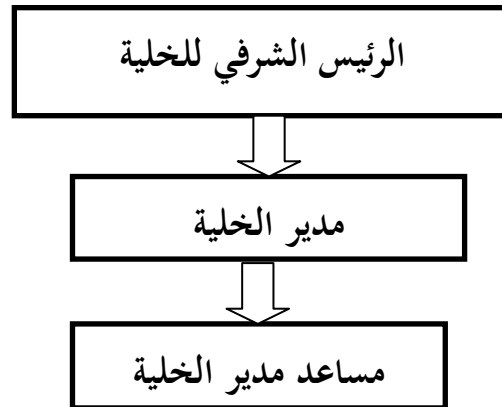 الرئيس الشرفي للخلية
مدير الخلية
مساعد مدير الخلية